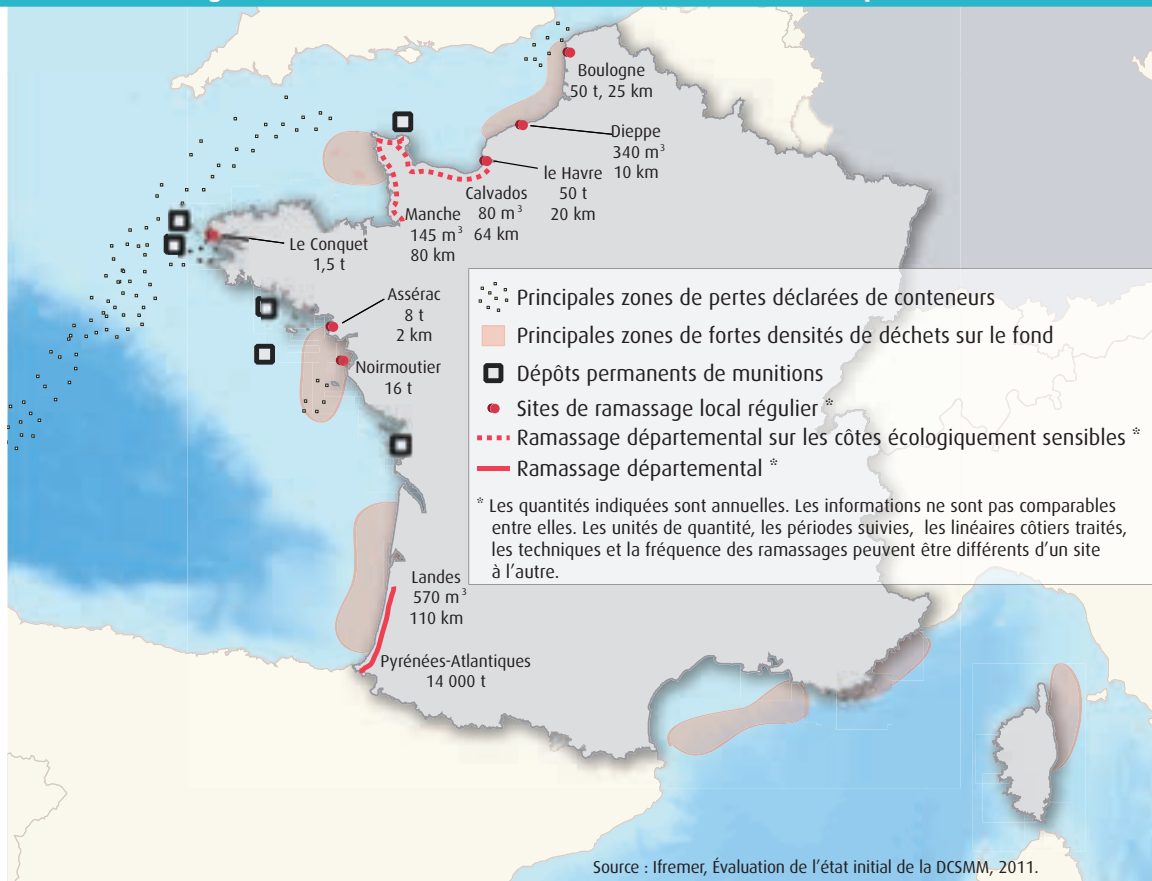 Boulogne
50 t, 25 km
Dieppe
340 m³
10 km
le Havre
50 t
20 km
Calvados
80 m³
64 km
Manche
145 m³
80 km
Le Conquet
1,5 t
Assérac
8 t
2 km
Noirmoutier
16 t
Principales zones de pertes déclarées de conteneurs
Principales zones de fortes densités de déchets sur le fond
Dépôts permanents de munitions
Sites de ramassage local régulier *
Ramassage départemental sur les côtes écologiquement sensibles *
Ramassage départemental *
* Les quantités indiquées sont annuelles. Les informations ne sont pas comparables
entre elles. Les unités de quantité, les périodes suivies, les linéaires côtiers traités,
les techniques et la fréquence des ramassages peuvent être différents d'un site
à l'autre.
Landes
570 m³
110 km
Pyrénées-Atlantiques
14 000 t
Source : Ifremer, Évaluation de l'état initial de la DCSMM, 2011.